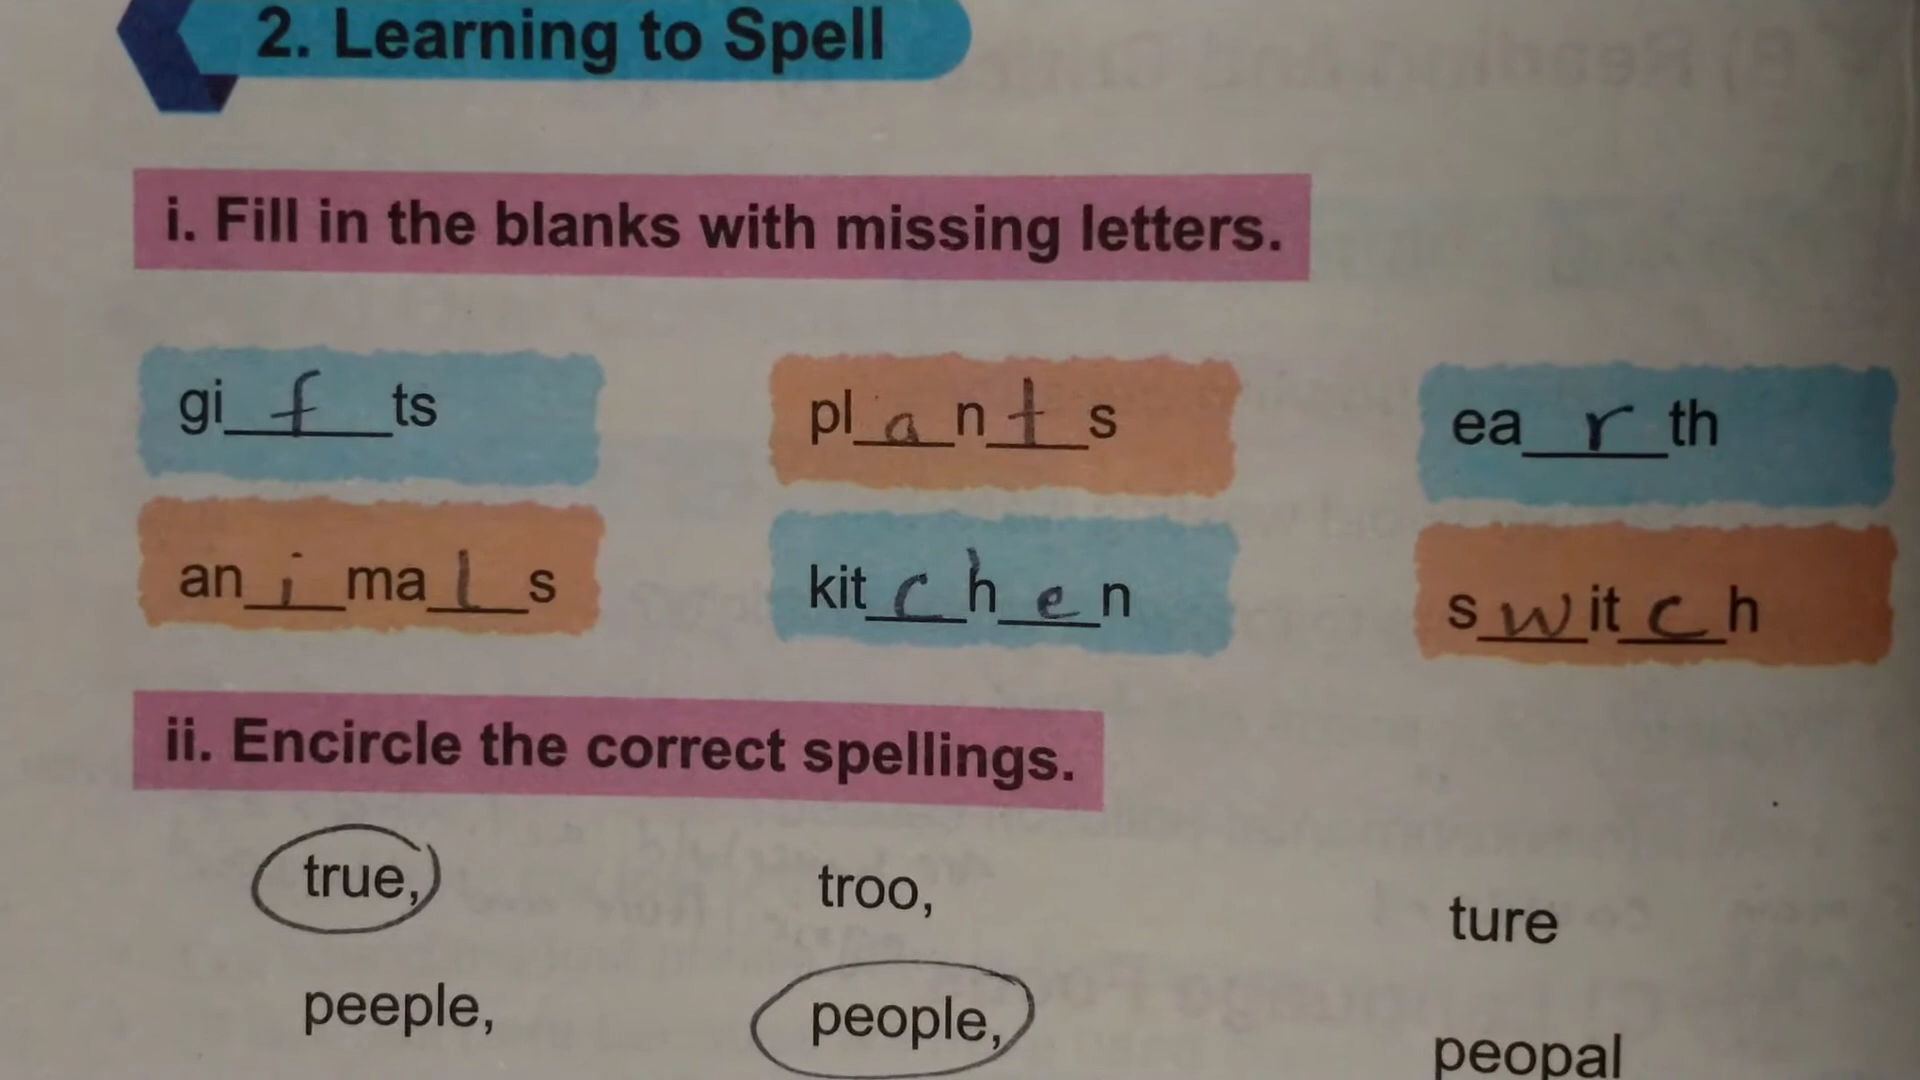 2. Learning to Spell
i. Fill in the blanks with missing letters.
gi f ts pl a n t s ea r th
an i ma l s kit c h e n s w it c h
ii. Encircle the correct spellings.
true, troo, ture
peeple, people, peopal